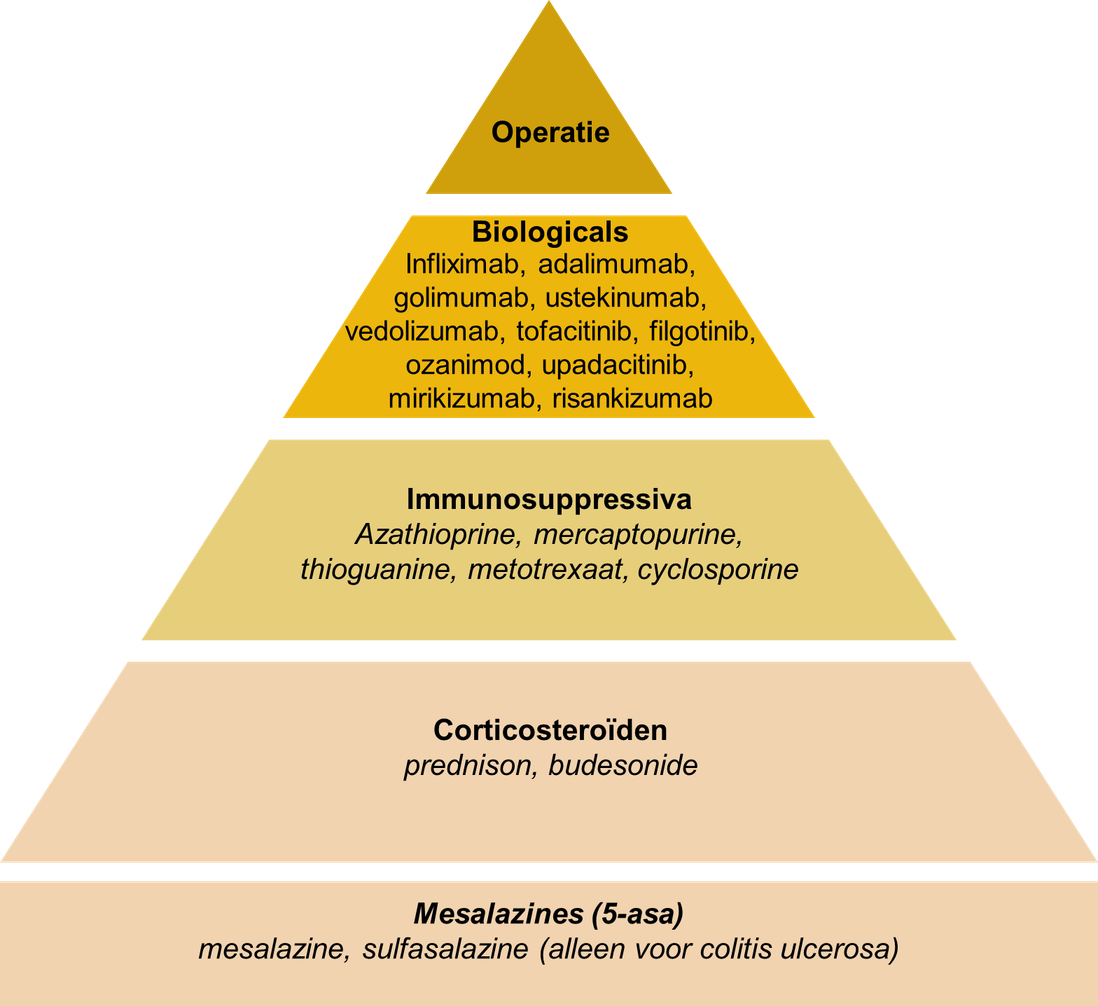 Operatie
Biologicals
Infliximab, adalimumab,
golimumab, ustekinumab,
vedolizumab, tofacitinib, filgotinib,
ozanimod, upadacitinib,
mirikizumab, risankizumab
Immunosuppressiva
Azathioprine, mercaptopurine,
thioguanine, metotrexaat, cyclosporine
Corticosteroïden
prednison, budesonide
Mesalazines (5-asa)
mesalazine, sulfasalazine (alleen voor colitis ulcerosa)